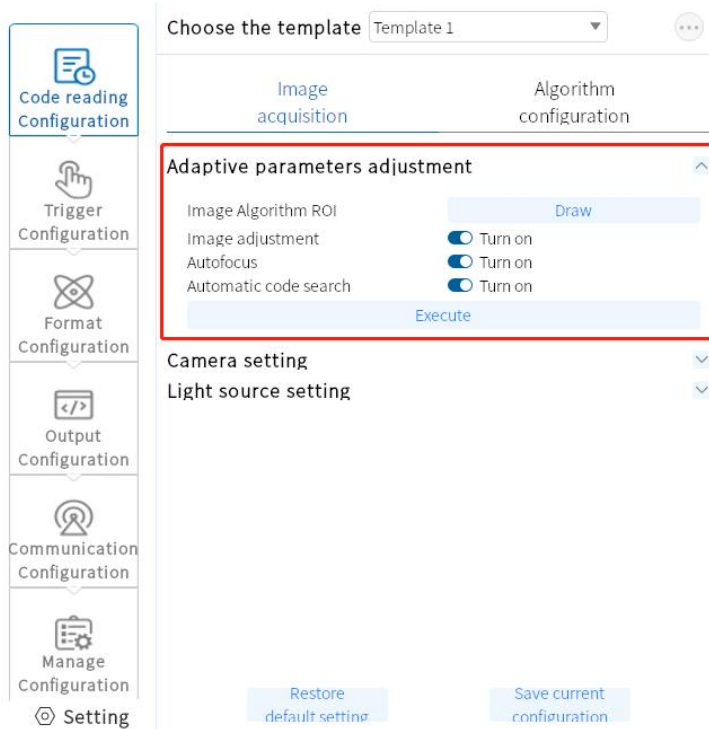 Choose the template Template 1
Code reading
Configuration
Trigger
Configuration
Format
Configuration
</>
Output
Configuration
Communication
Configuration
Manage
Configuration
Setting
Image
acquisition
Algorithm
configuration
Adaptive parameters adjustment
Image Algorithm ROI Draw
Image adjustment Turn on
Autofocus Turn on
Automatic code search Turn on
Execute
Camera setting
Light source setting
Restore
default setting
Save current
configuration